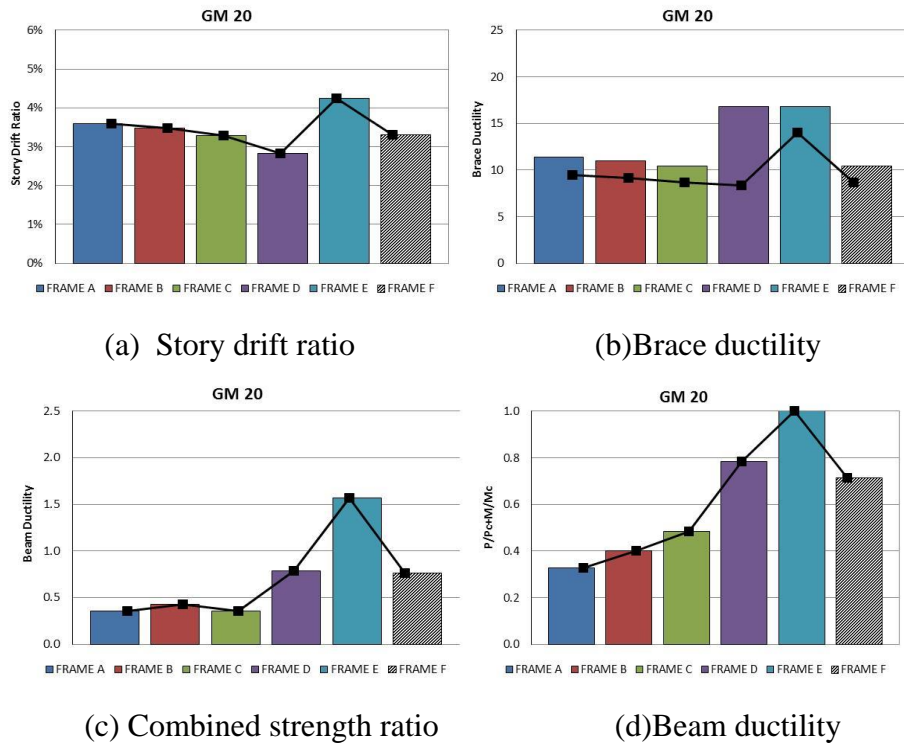 GM 20
6%
5%
4%
3%
2%
1%
0%
Story Drift Ratio
FRAME A FRAME B FRAME C FRAME D FRAME E FRAME F
(a) Story drift ratio
GM 20
25
20
15
10
5
0
Brace Ductility
FRAME A FRAME B FRAME C FRAME D FRAME E FRAME F
(b)Brace ductility
GM 20
2.5
2.0
1.5
1.0
0.5
0.0
Beam Ductility
FRAME A FRAME B FRAME C FRAME D FRAME E FRAME F
(c) Combined strength ratio
GM 20
1.0
0.8
0.6
0.4
0.2
0.0
P/Pc+M/Mc
FRAME A FRAME B FRAME C FRAME D FRAME E FRAME F
(d)Beam ductility